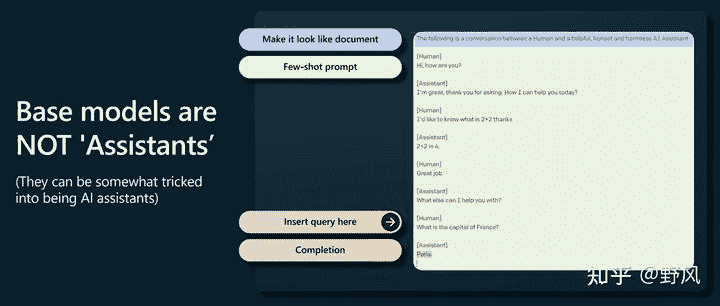 Base models are
NOT 'Assistants’
(They can be somewhat tricked
into being AI assistants)
Make it look like document
Few-shot prompt
Insert query here
Completion
The following is a conversation between a Human and a helpful, honest and harmless AI Assistant
[Human]
Hi, how are you?
[Assistant]
I'm great, thank you for asking. How I can help you today?
[Human]
I'd like to know what is 2+2 thanks
[Assistant]
2+2 is 4.
[Human]
Great job
[Assistant]
What else can I help you with?
[Human]
What is the capital of France?
[Assistant]
Paris
知乎 @野风